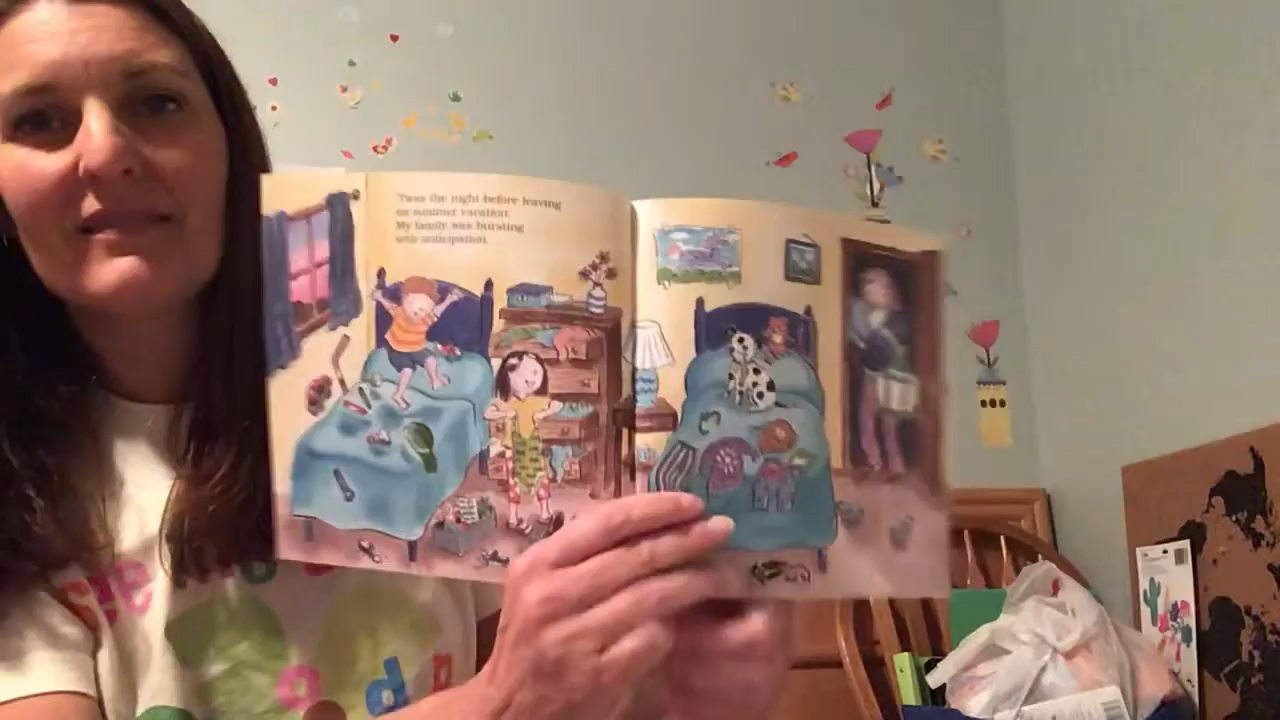 'Twas the night before leaving
on summer vacation.
My family was bursting
with anticipation.